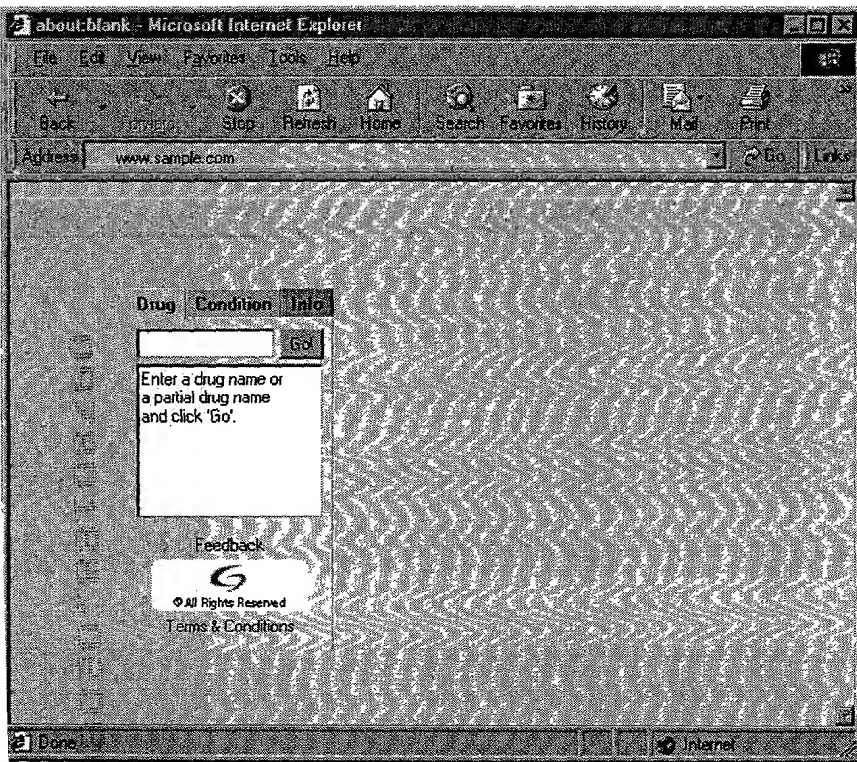 about:blank - Microsoft Internet Explorer
File Edit View Favorites Tools Help
Back Stop Refresh Home Search Favorites History Mail Print
Address www.sample.com Go Links
Drug Condition Info
Go!
Enter a drug name or
a partial drug name
and click 'Go'.
Feedback
© All Rights Reserved
Terms & Conditions
Done Internet